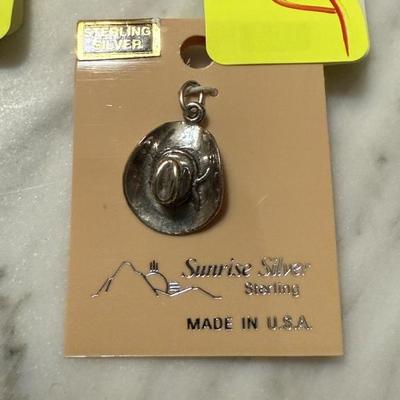 STERLING
SILVER
Sunrise Silver
Sterling
MADE IN U.S.A.